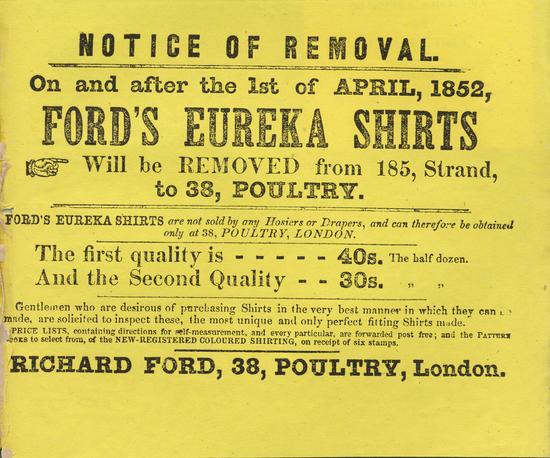 NOTICE OF REMOVAL.
On and after the 1st of APRIL, 1852,
FORD'S EUREKA SHIRTS
Will be REMOVED from 185, Strand,
to 38, POULTRY.
FORD'S EUREKA SHIRTS are not sold by any Hosiers or Drapers, and can therefore be obtained
only at 38, POULTRY, LONDON.
The first quality is - - - - - 40s. The half dozen.
And the Second Quality - - 30s. „ „
Gentlemen who are desirous of purchasing Shirts in the very best manner in which they can
made, are solicited to inspect these, the most unique and only perfect fitting Shirts made.
PRICE LISTS, containing directions for self-measurement, and every particular, are forwarded post free; and the PATTERN
to select from, of the NEW-REGISTERED COLOURED SHIRTING, on receipt of six stamps.
RICHARD FORD, 38, POULTRY, London.